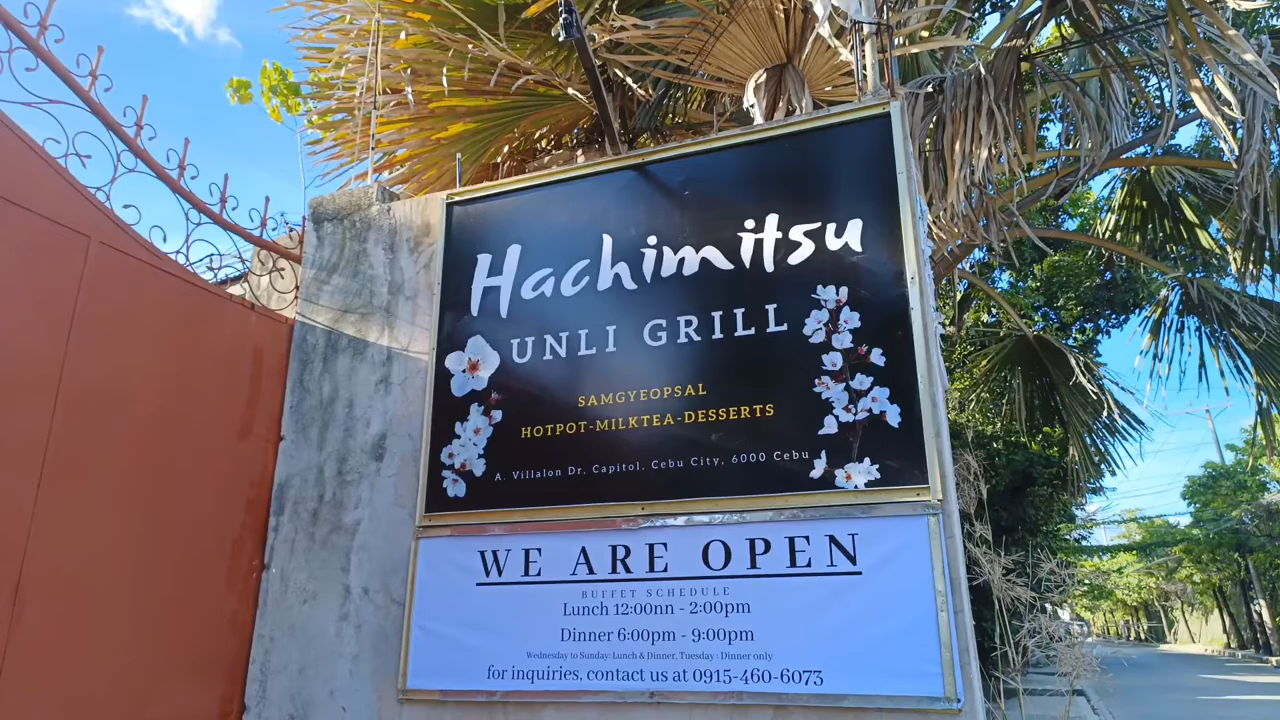 Hachimitsu
UNLI GRILL
SAMGYEOPSAL
HOTPOT-MILKTEA-DESSERTS
A. Villalon Dr. Capitol, Cebu City, 6000 Cebu
WE ARE OPEN
BUFFET SCHEDULE
Lunch 12:00nn - 2:00pm
Dinner 6:00pm - 9:00pm
Wednesday to Sunday: Lunch & Dinner, Tuesday : Dinner only
for inquiries, contact us at 0915-460-6073